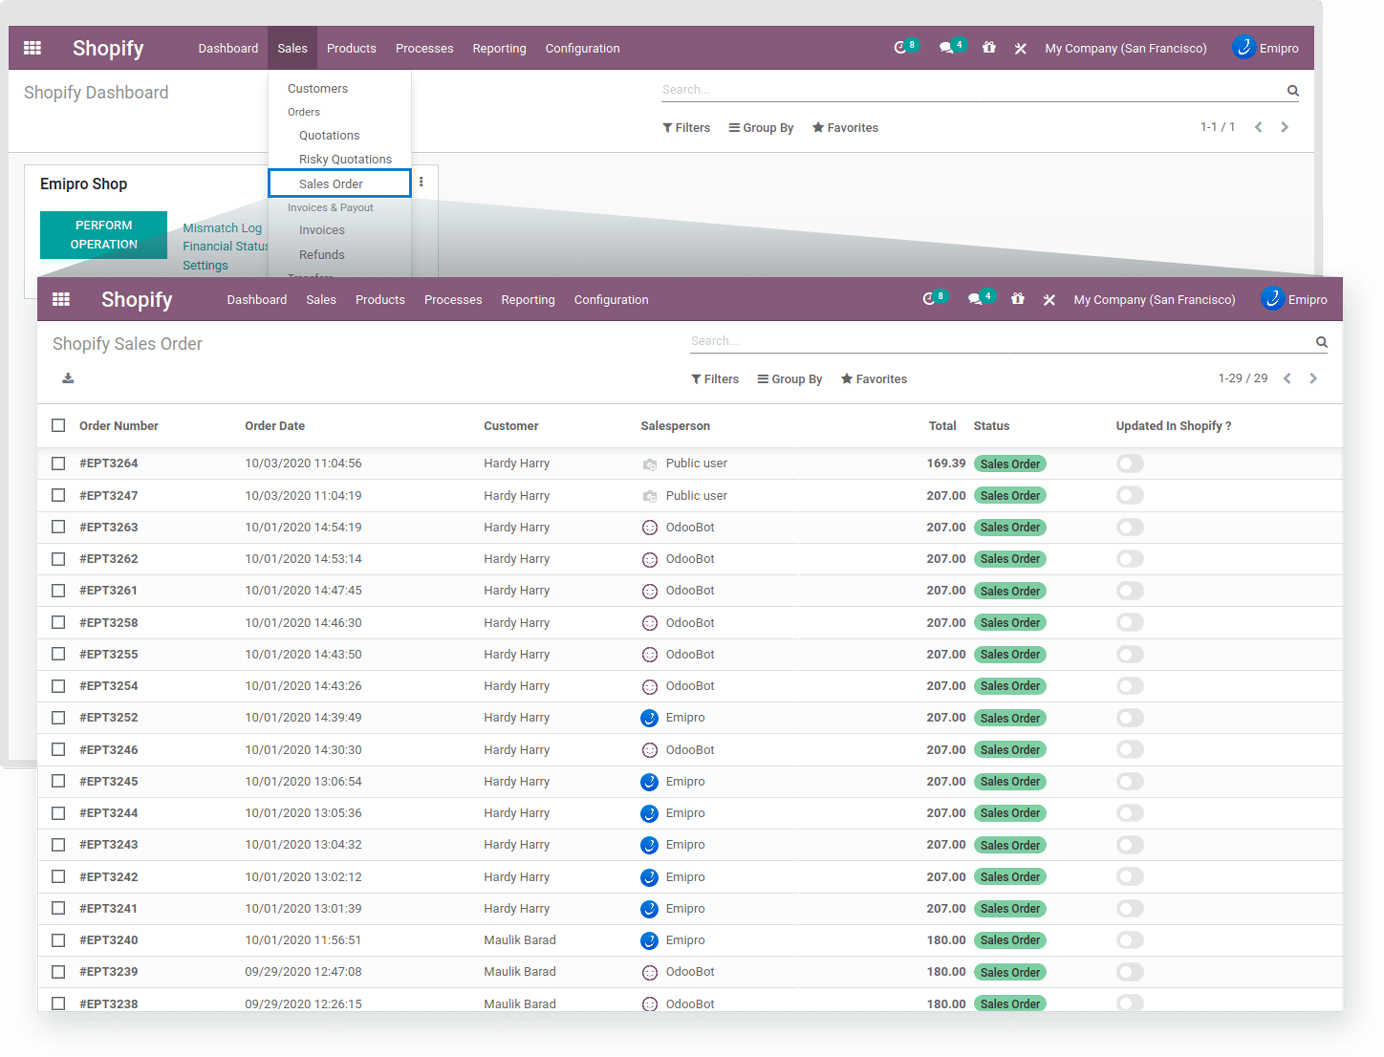 Shopify Dashboard Sales Products Processes Reporting Configuration 8 4 My Company (San Francisco) Emipro
Shopify Dashboard
Search...
Filters Group By Favorites 1-1 / 1
Customers
Orders
Quotations
Risky Quotations
Sales Order
Invoices & Payout
Invoices
Refunds
Emipro Shop
PERFORM
OPERATION
Mismatch Log
Financial Status
Settings
Shopify Dashboard Sales Products Processes Reporting Configuration 8 4 My Company (San Francisco) Emipro
Shopify Sales Order
Search...
Filters Group By Favorites 1-29 / 29
Order Number Order Date Customer Salesperson Total Status Updated In Shopify ?
#EPT3264 10/03/2020 11:04:56 Hardy Harry Public user 169.39 Sales Order
#EPT3247 10/03/2020 11:04:19 Hardy Harry Public user 207.00 Sales Order
#EPT3263 10/01/2020 14:54:19 Hardy Harry OdooBot 207.00 Sales Order
#EPT3262 10/01/2020 14:53:14 Hardy Harry OdooBot 207.00 Sales Order
#EPT3261 10/01/2020 14:47:45 Hardy Harry OdooBot 207.00 Sales Order
#EPT3258 10/01/2020 14:46:30 Hardy Harry OdooBot 207.00 Sales Order
#EPT3255 10/01/2020 14:43:50 Hardy Harry OdooBot 207.00 Sales Order
#EPT3254 10/01/2020 14:43:26 Hardy Harry OdooBot 207.00 Sales Order
#EPT3252 10/01/2020 14:39:49 Hardy Harry Emipro 207.00 Sales Order
#EPT3246 10/01/2020 14:30:30 Hardy Harry OdooBot 207.00 Sales Order
#EPT3245 10/01/2020 13:06:54 Hardy Harry Emipro 207.00 Sales Order
#EPT3244 10/01/2020 13:05:36 Hardy Harry Emipro 207.00 Sales Order
#EPT3243 10/01/2020 13:04:32 Hardy Harry Emipro 207.00 Sales Order
#EPT3242 10/01/2020 13:02:12 Hardy Harry Emipro 207.00 Sales Order
#EPT3241 10/01/2020 13:01:39 Hardy Harry Emipro 207.00 Sales Order
#EPT3240 10/01/2020 11:56:51 Maulik Barad Emipro 180.00 Sales Order
#EPT3239 09/29/2020 12:47:08 Maulik Barad OdooBot 180.00 Sales Order
#EPT3238 09/29/2020 12:26:15 Maulik Barad OdooBot 180.00 Sales Order